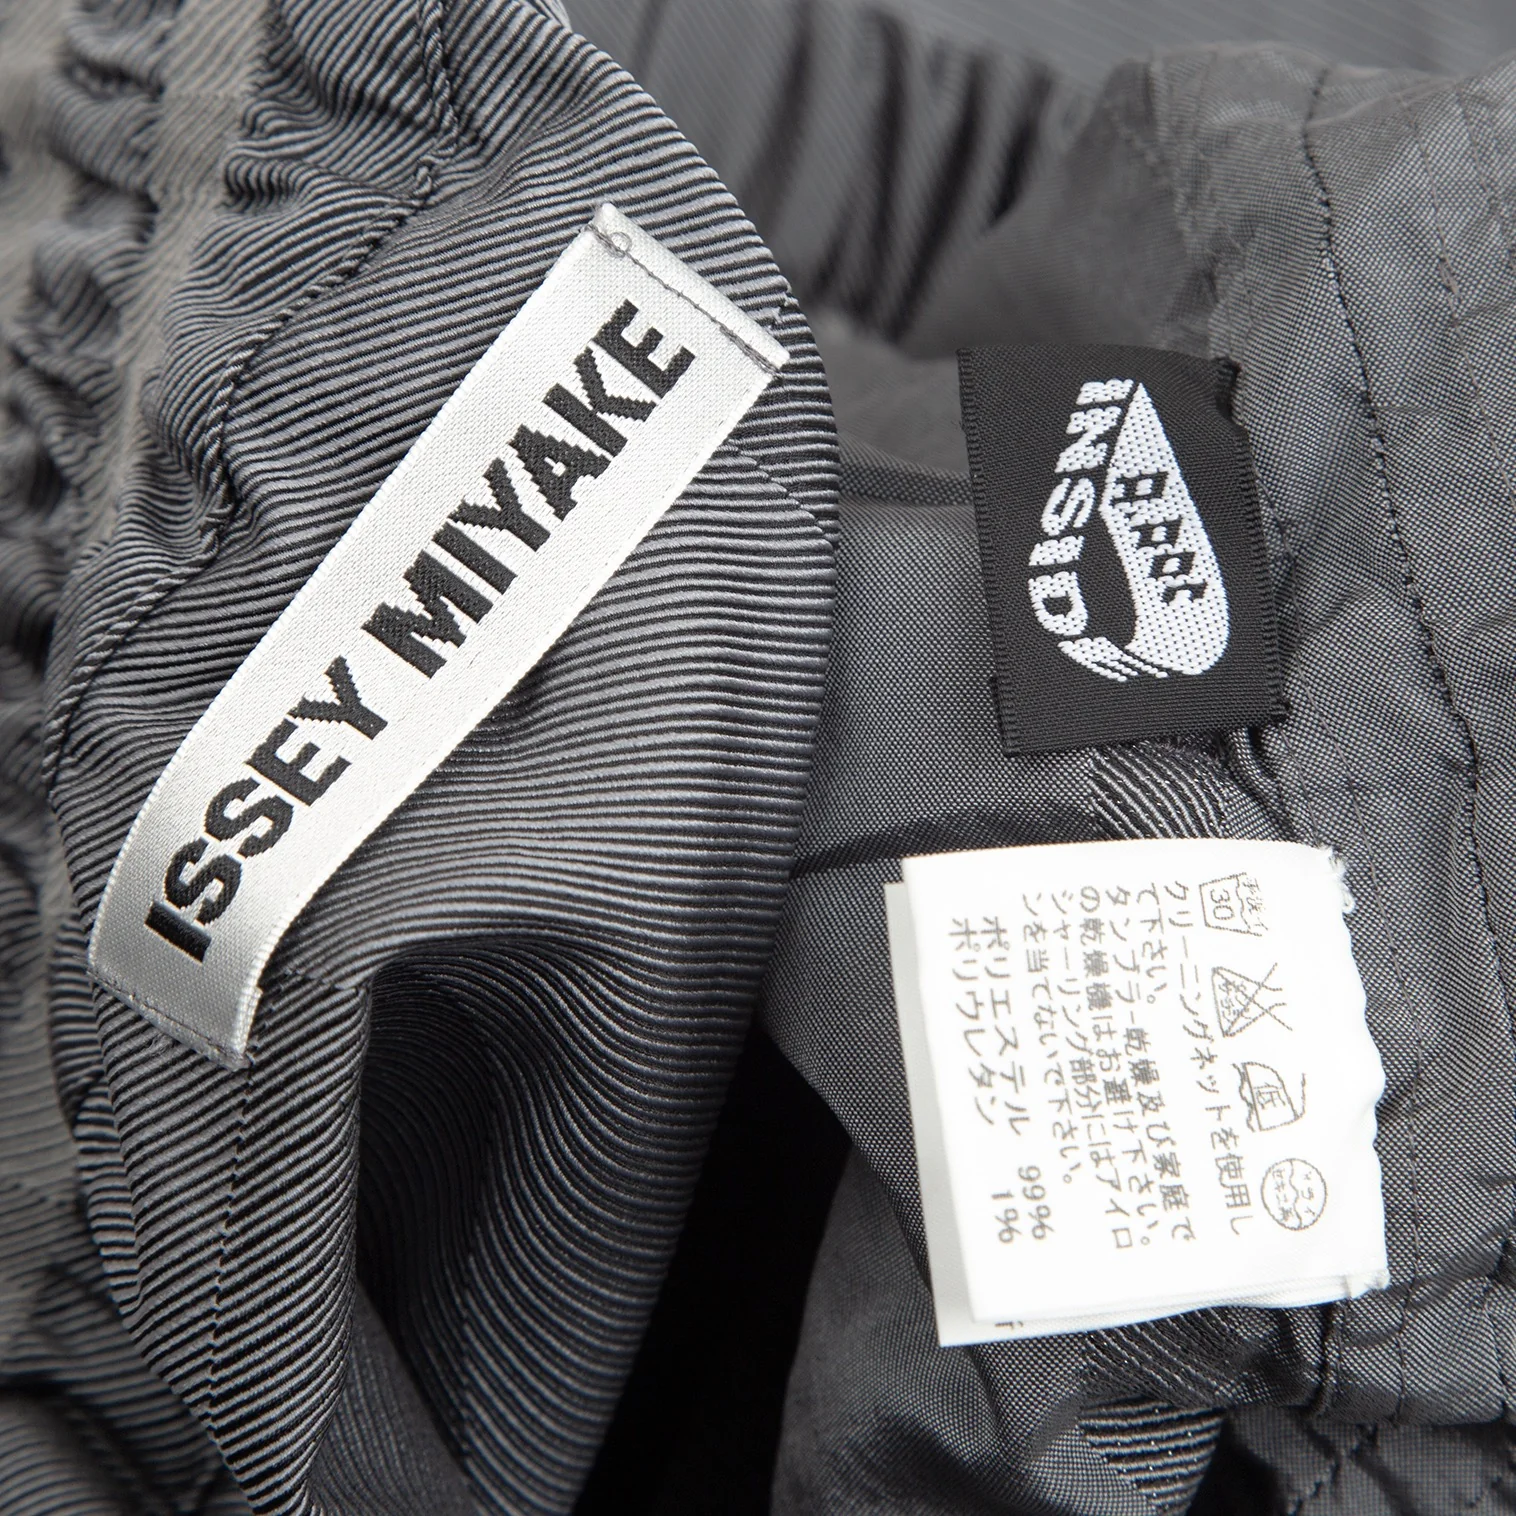 ISSEY MIYAKE
INSIDE
30
クリーニングネットを使用し
て下さい。
タンブラー乾燥及び家庭で
の乾燥機はお避け下さい。
シャーリング部分にはアイロ
ンを当てないで下さい。
ポリエステル 99%
ポリウレタン 1%